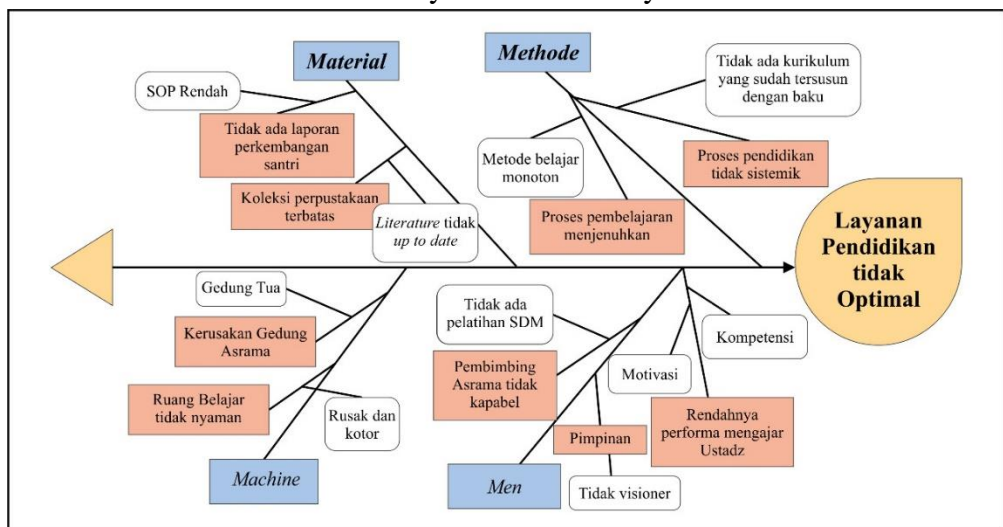 Material
Methode
SOP Rendah
Tidak ada laporan
perkembangan
santri
Koleksi perpustakaan
terbatas
Literature tidak
up to date
Tidak ada kurikulum
yang sudah tersusun
dengan baku
Metode belajar
monoton
Proses pendidikan
tidak sistemik
Proses pembelajaran
menjenuhkan
Layanan
Pendidikan
tidak
Optimal
Gedung Tua
Kerusakan Gedung
Asrama
Ruang Belajar
tidak nyaman
Rusak dan
kotor
Machine
Tidak ada
pelatihan SDM
Pembimbing
Asrama tidak
kapabel
Pimpinan
Tidak visioner
Motivasi
Kompetensi
Rendahnya
performa mengajar
Ustadz
Men